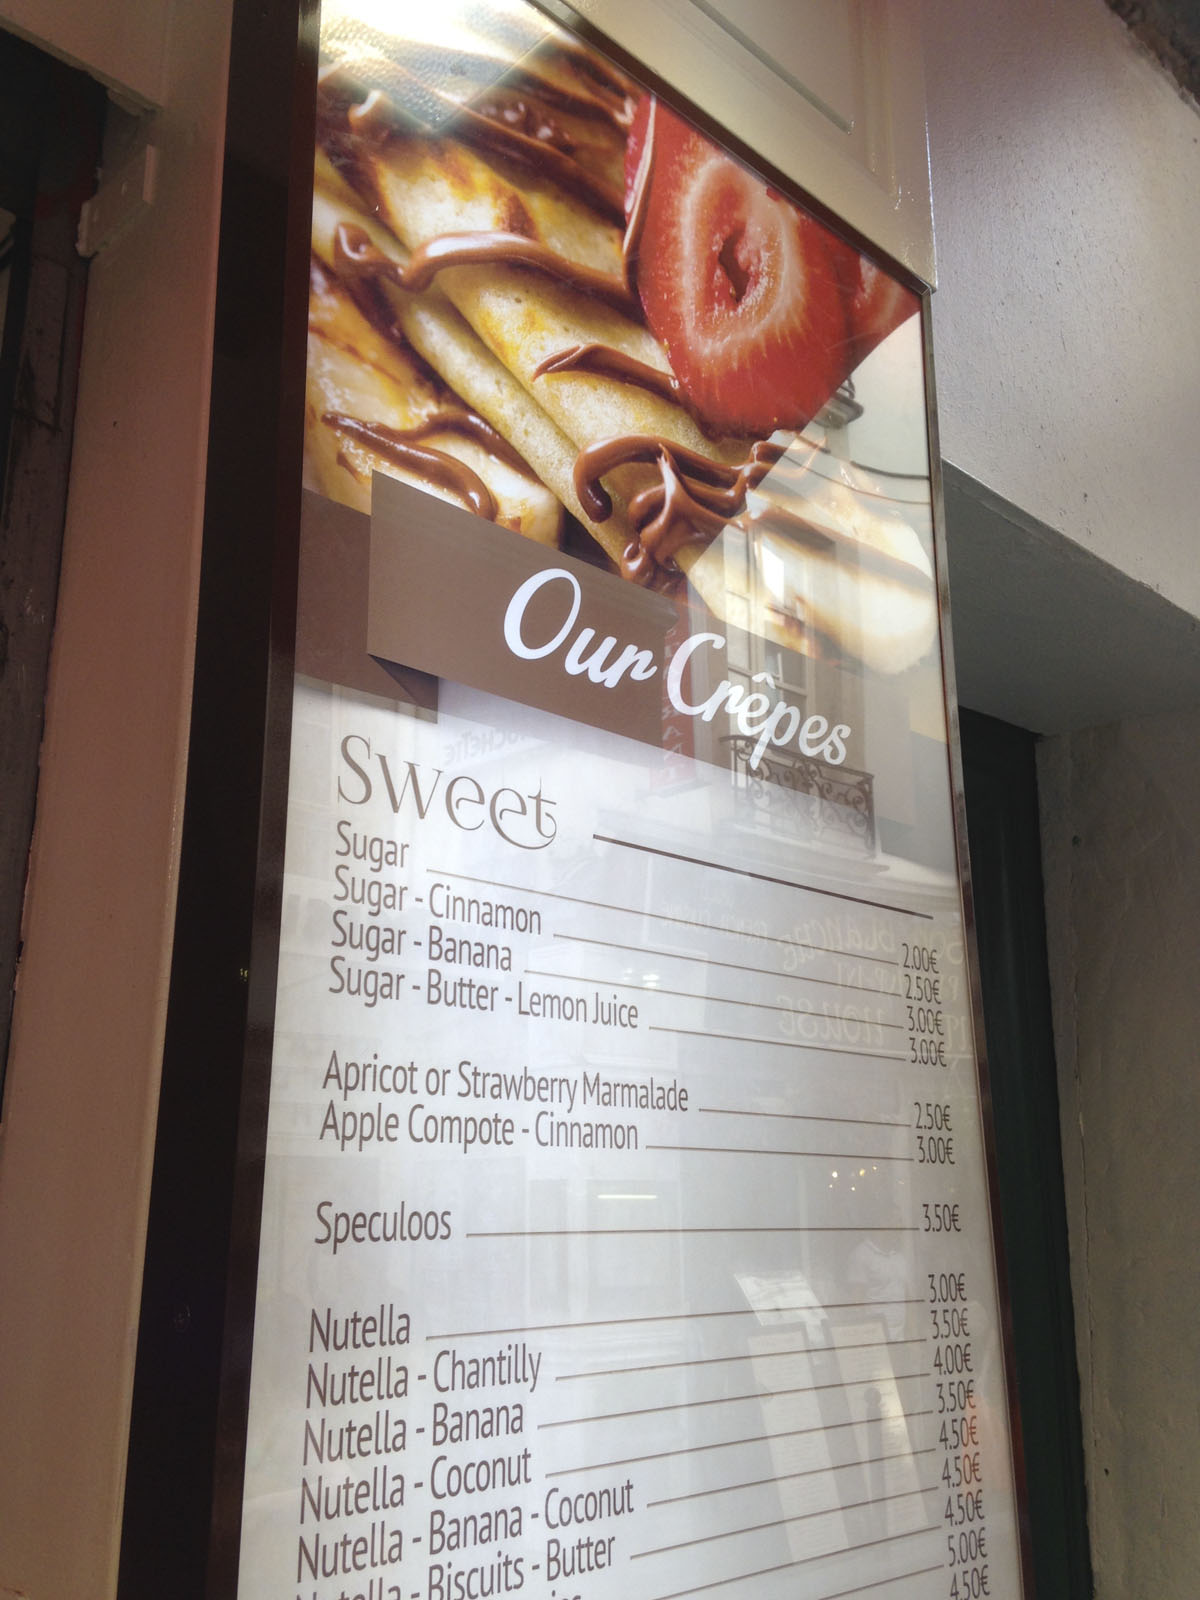 Our Crêpes
Sweet
Sugar 2.00€
Sugar - Cinnamon 2.50€
Sugar - Banana 3.00€
Sugar - Butter - Lemon Juice 3.00€
Apricot or Strawberry Marmalade 2.50€
Apple Compote - Cinnamon 3.00€
Speculoos 3.50€
Nutella 3.00€
Nutella - Chantilly 3.50€
Nutella - Banana 4.00€
Nutella - Coconut 3.50€
Nutella - Banana - Coconut 4.50€
Nutella - Biscuits - Butter 4.50€
4.50€
5.00€
4.50€